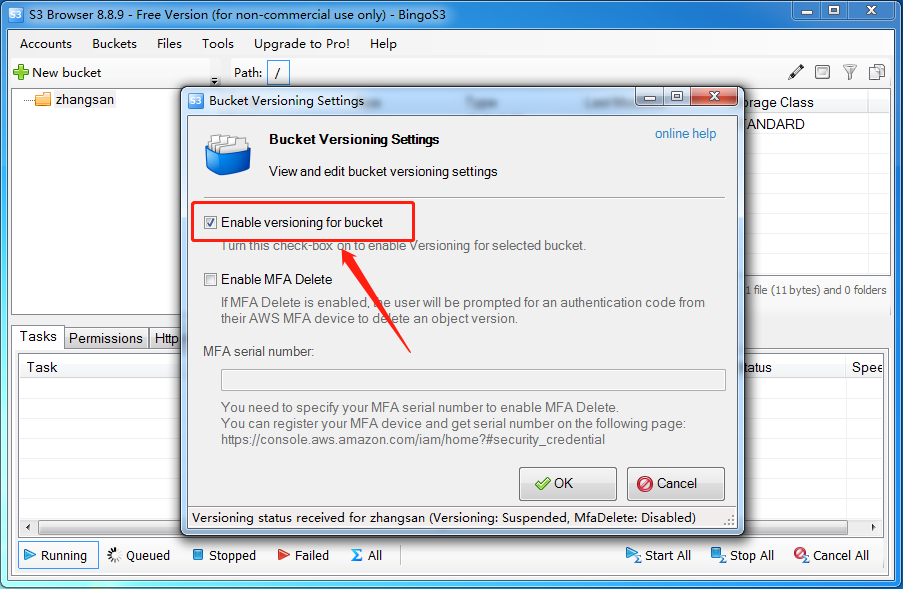 S3 Browser 8.8.9 - Free Version (for non-commercial use only) - BingoS3
Accounts Buckets Files Tools Upgrade to Pro! Help
New bucket
Path: /
zhangsan
Type
orage Class
TANDARD
Bucket Versioning Settings
Bucket Versioning Settings
online help
View and edit bucket versioning settings
Enable versioning for bucket
Turn this check-box on to enable Versioning for selected bucket.
Enable MFA Delete
If MFA Delete is enabled, the user will be prompted for an authentication code from
their AWS MFA device to delete an object version.
MFA serial number:
You need to specify your MFA serial number to enable MFA Delete.
You can register your MFA device and get serial number on the following page:
https://console.aws.amazon.com/iam/home?#security_credential
OK Cancel
Versioning status received for zhangsan (Versioning: Suspended, MfaDelete: Disabled)
1 file (11 bytes) and 0 folders
Tasks Permissions Http
Task
tatus Spee
Running Queued Stopped Failed All Start All Stop All Cancel All